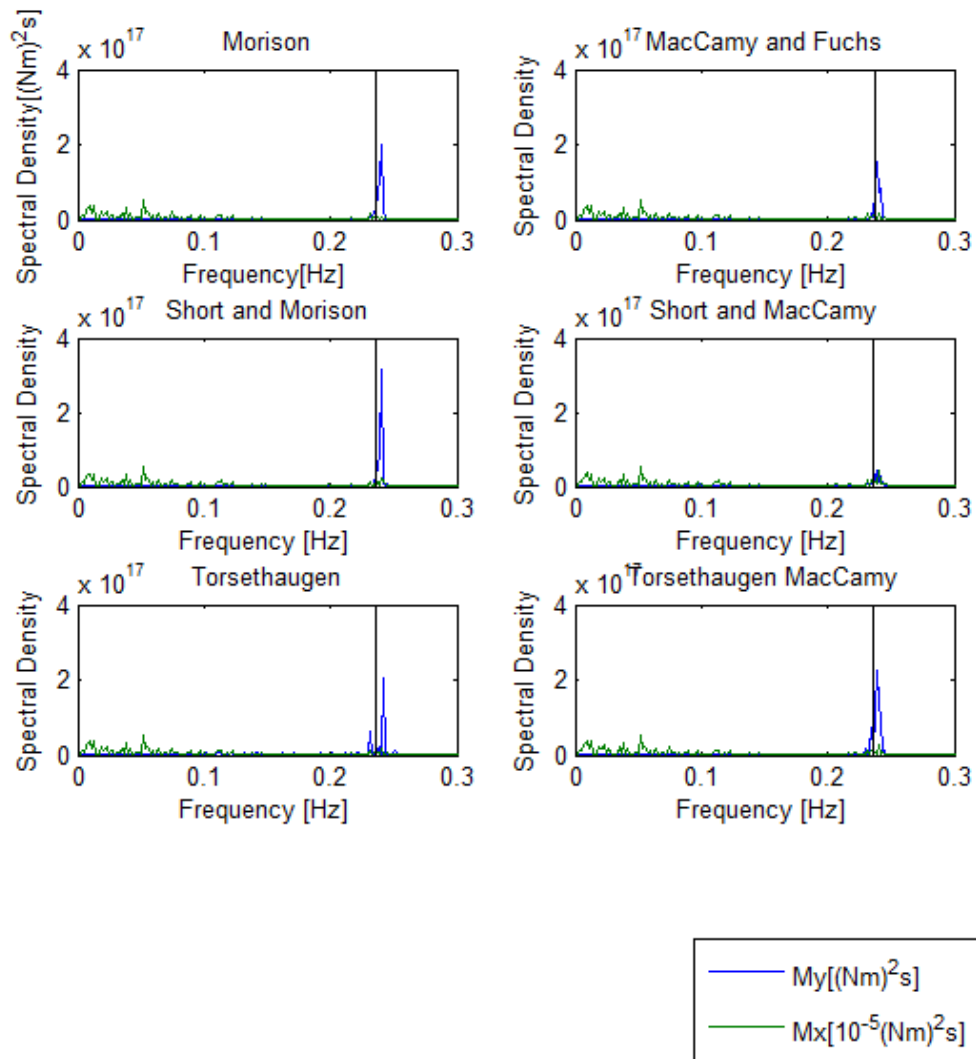 x 10^17 Morison
Spectral Density[(Nm)^2s]
4
2
0
0 0.1 0.2 0.3
Frequency[Hz]
x 10^17 MacCamy and Fuchs
Spectral Density
4
2
0
0 0.1 0.2 0.3
Frequency [Hz]
x 10^17 Short and Morison
Spectral Density
4
2
0
0 0.1 0.2 0.3
Frequency [Hz]
x 10^17 Short and MacCamy
Spectral Density
4
2
0
0 0.1 0.2 0.3
Frequency [Hz]
x 10^17 Torsethaugen
Spectral Density
4
2
0
0 0.1 0.2 0.3
Frequency [Hz]
x 10^17 Torsethaugen MacCamy
Spectral Density
4
2
0
0 0.1 0.2 0.3
Frequency [Hz]
My[(Nm)^2s]
Mx[10^-5(Nm)^2s]